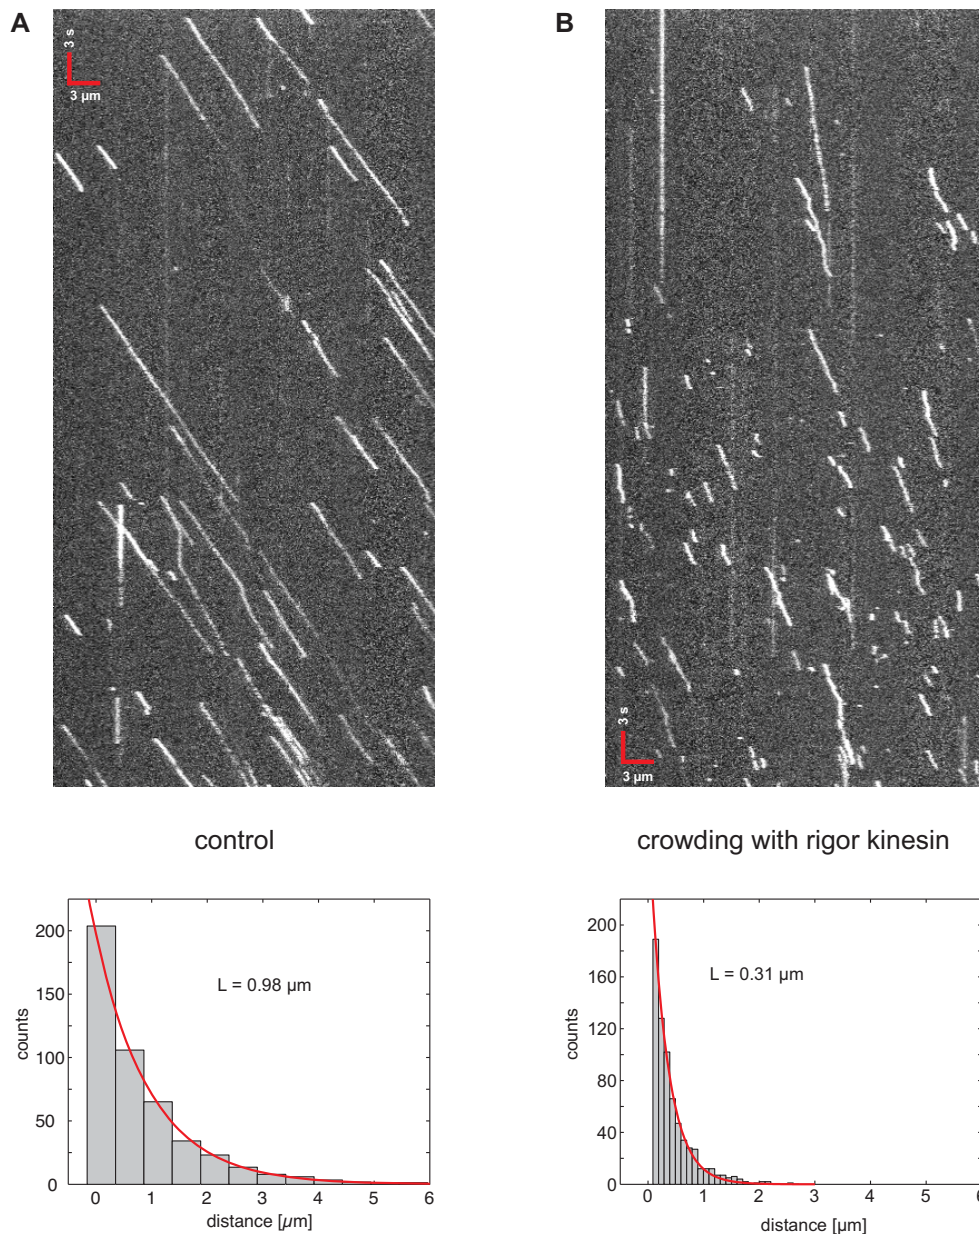 A
B
3 s
3 µm
3 s
3 µm
control
crowding with rigor kinesin
200
150
100
50
0
counts
L = 0.98 µm
0 1 2 3 4 5 6
distance [µm]
200
160
120
80
40
0
counts
L = 0.31 µm
0 1 2 3 4 5 6
distance [µm]